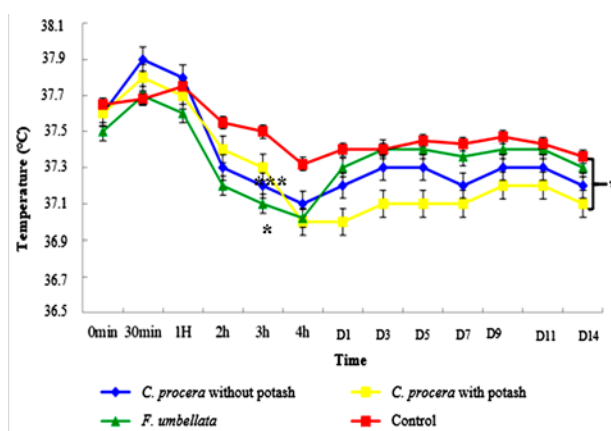 38.1
37.9
37.7
37.5
37.3
37.1
36.9
36.7
36.5
Temperature (°C)
***
*
0min 30min 1H 2h 3h 4h D1 D3 D5 D7 D9 D11 D14
Time
C. procera without potash
C. procera with potash
F. umbellata
Control